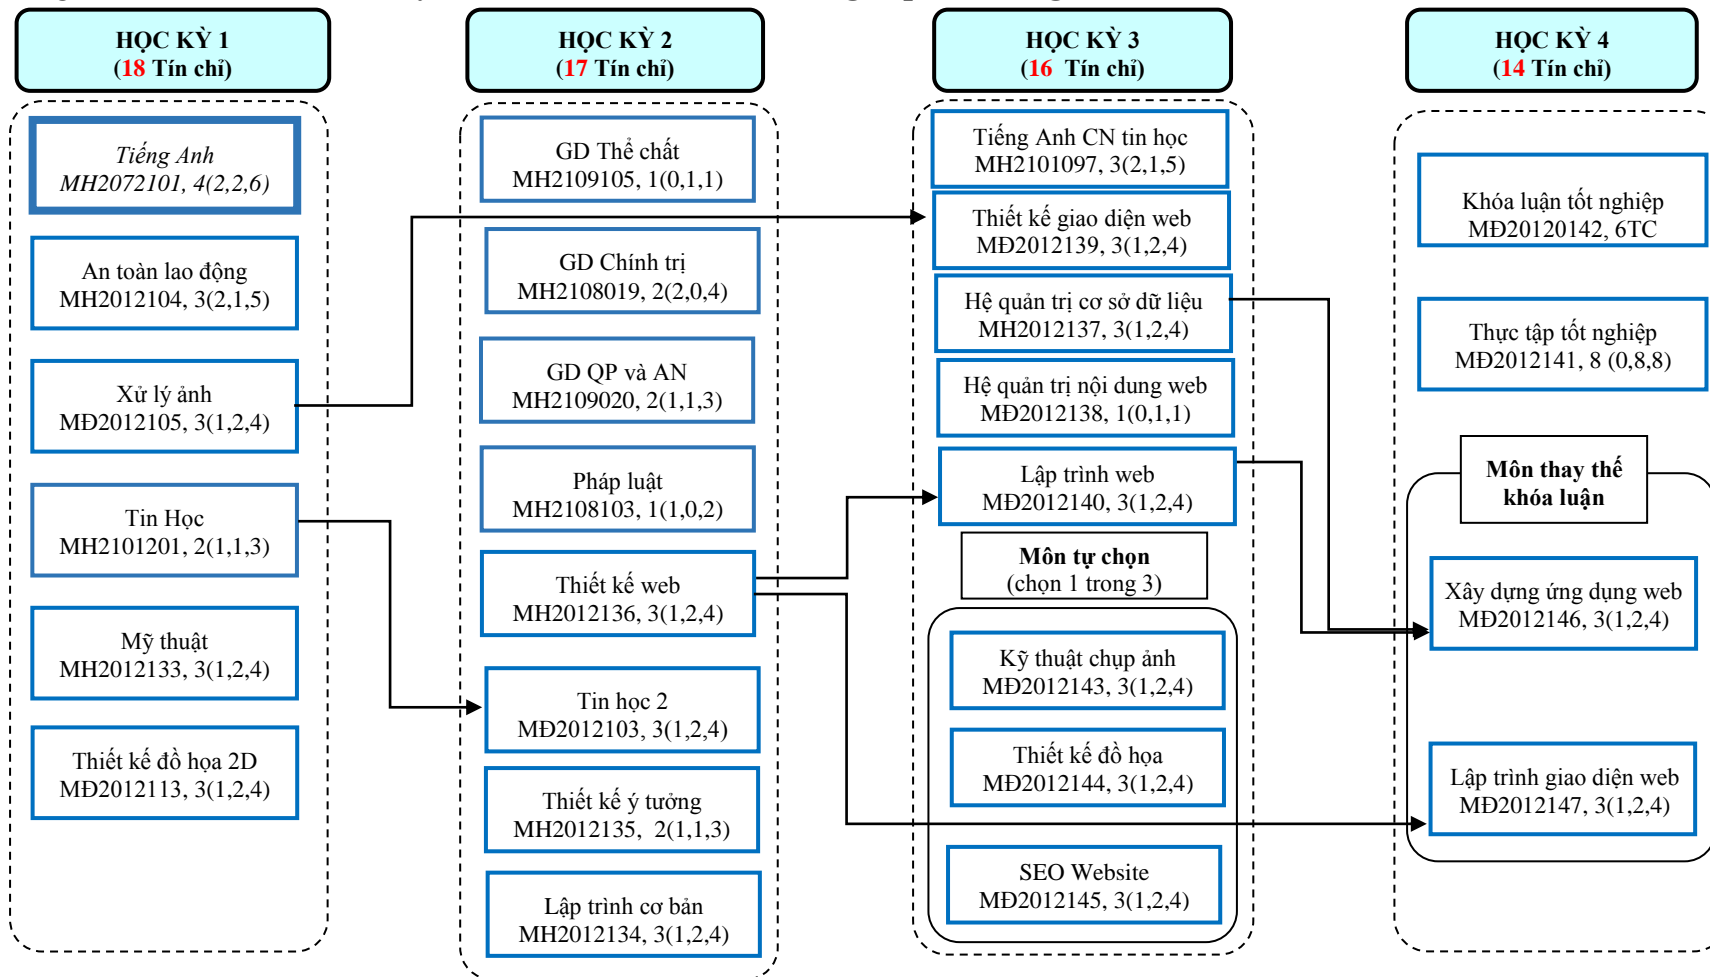 HỌC KỲ 1
(18 Tín chỉ)
Tiếng Anh
MH2072101, 4(2,2,6)
An toàn lao động
MH2012104, 3(2,1,5)
Xử lý ảnh
MĐ2012105, 3(1,2,4)
Tin Học
MH2101201, 2(1,1,3)
Mỹ thuật
MH2012133, 3(1,2,4)
Thiết kế đồ họa 2D
MĐ2012113, 3(1,2,4)
HỌC KỲ 2
(17 Tín chỉ)
GD Thể chất
MH2109105, 1(0,1,1)
GD Chính trị
MH2108019, 2(2,0,4)
GD QP và AN
MH2109020, 2(1,1,3)
Pháp luật
MH2108103, 1(1,0,2)
Thiết kế web
MH2012136, 3(1,2,4)
Tin học 2
MĐ2012103, 3(1,2,4)
Thiết kế ý tưởng
MH2012135, 2(1,1,3)
Lập trình cơ bản
MH2012134, 3(1,2,4)
HỌC KỲ 3
(16 Tín chỉ)
Tiếng Anh CN tin học
MH2101097, 3(2,1,5)
Thiết kế giao diện web
MĐ2012139, 3(1,2,4)
Hệ quản trị cơ sở dữ liệu
MH2012137, 3(1,2,4)
Hệ quản trị nội dung web
MĐ2012138, 1(0,1,1)
Lập trình web
MĐ2012140, 3(1,2,4)
Môn tự chọn
(chọn 1 trong 3)
Kỹ thuật chụp ảnh
MĐ2012143, 3(1,2,4)
Thiết kế đồ họa
MĐ2012144, 3(1,2,4)
SEO Website
MĐ2012145, 3(1,2,4)
HỌC KỲ 4
(14 Tín chỉ)
Khóa luận tốt nghiệp
MĐ20120142, 6TC
Thực tập tốt nghiệp
MĐ2012141, 8 (0,8,8)
Môn thay thế
khóa luận
Xây dựng ứng dụng web
MĐ2012146, 3(1,2,4)
Lập trình giao diện web
MĐ2012147, 3(1,2,4)